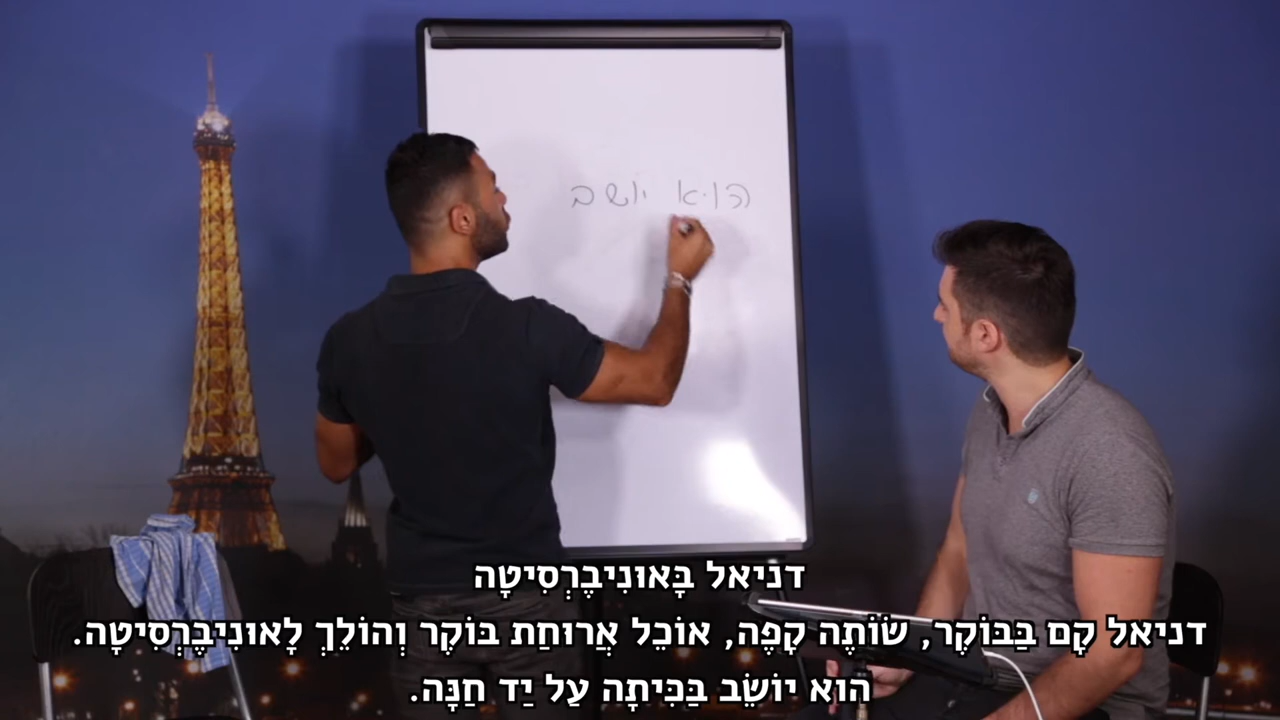 הוא יושב
דניאל בָּאוּנִיבֶרְסִיטָה
דניאל קָם בַּבּוֹקֶר, שׁוֹתֶה קָפֶה, אוֹכֵל אֲרוּחַת בּוֹקֶר וְהוֹלֵךְ לָאוּנִיבֶרְסִיטָה.
הוּא יוֹשֵׁב בַּכִּיתָה עַל יַד חַנָּה.